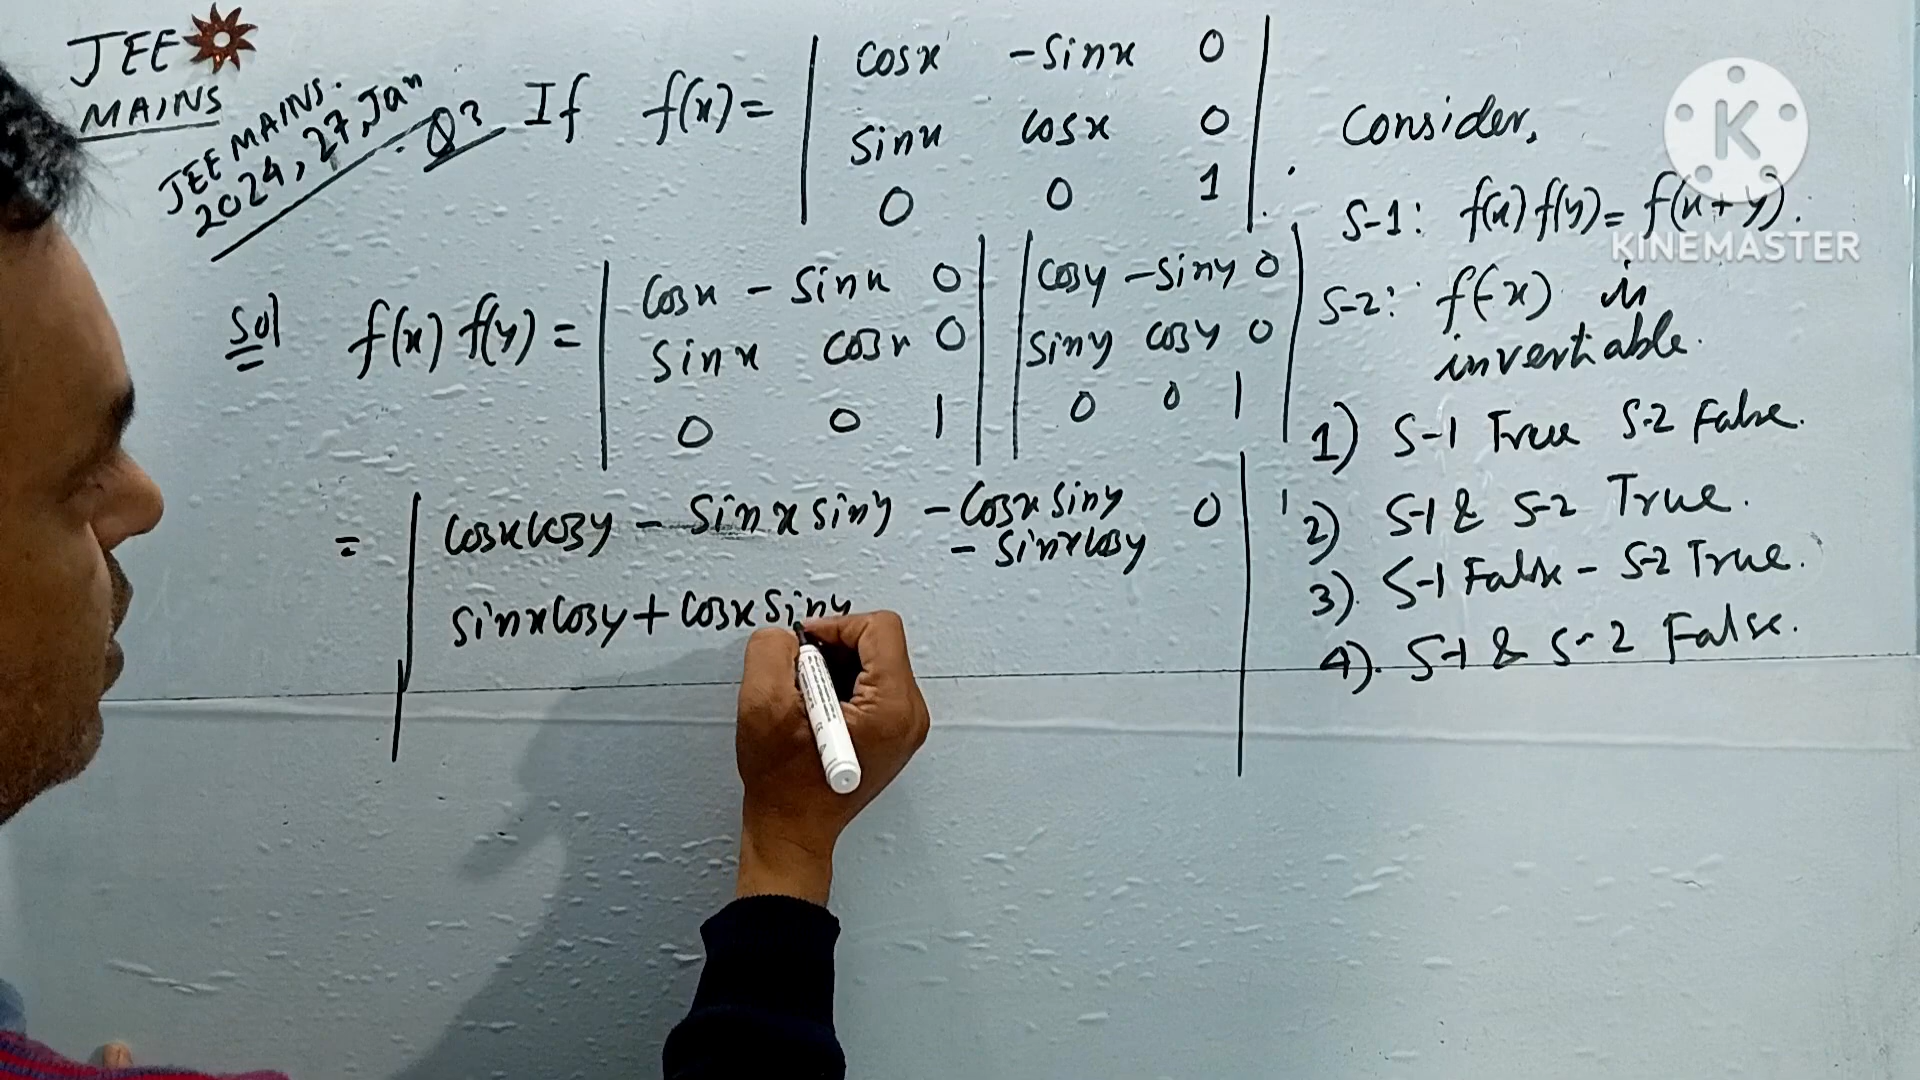 JEE
MAINS
JEE MAINS.
2024, 27, Jan
If f(x) = | cosx -sinx 0 |
| sinx cosx 0 |
| 0 0 1 | .
Consider,
S-1: f(x) f(y) = f(x+y).
S-2: f(-x) is
invertiable.
1) S-1 True S-2 False.
2) S-1 & S-2 True.
3). S-1 False - S-2 True.
4). S-1 & S-2 False.
Sol f(x) f(y) = | cosx - sinx 0 | | cosy -siny 0 |
| sinx cosx 0 | | siny cosy 0 |
| 0 0 1 | | 0 0 1 |
= | cosxcosy - sinx siny -cosx siny 0 |
- sinxcosy
sinxcosy + cosx siny
K
KINEMASTER